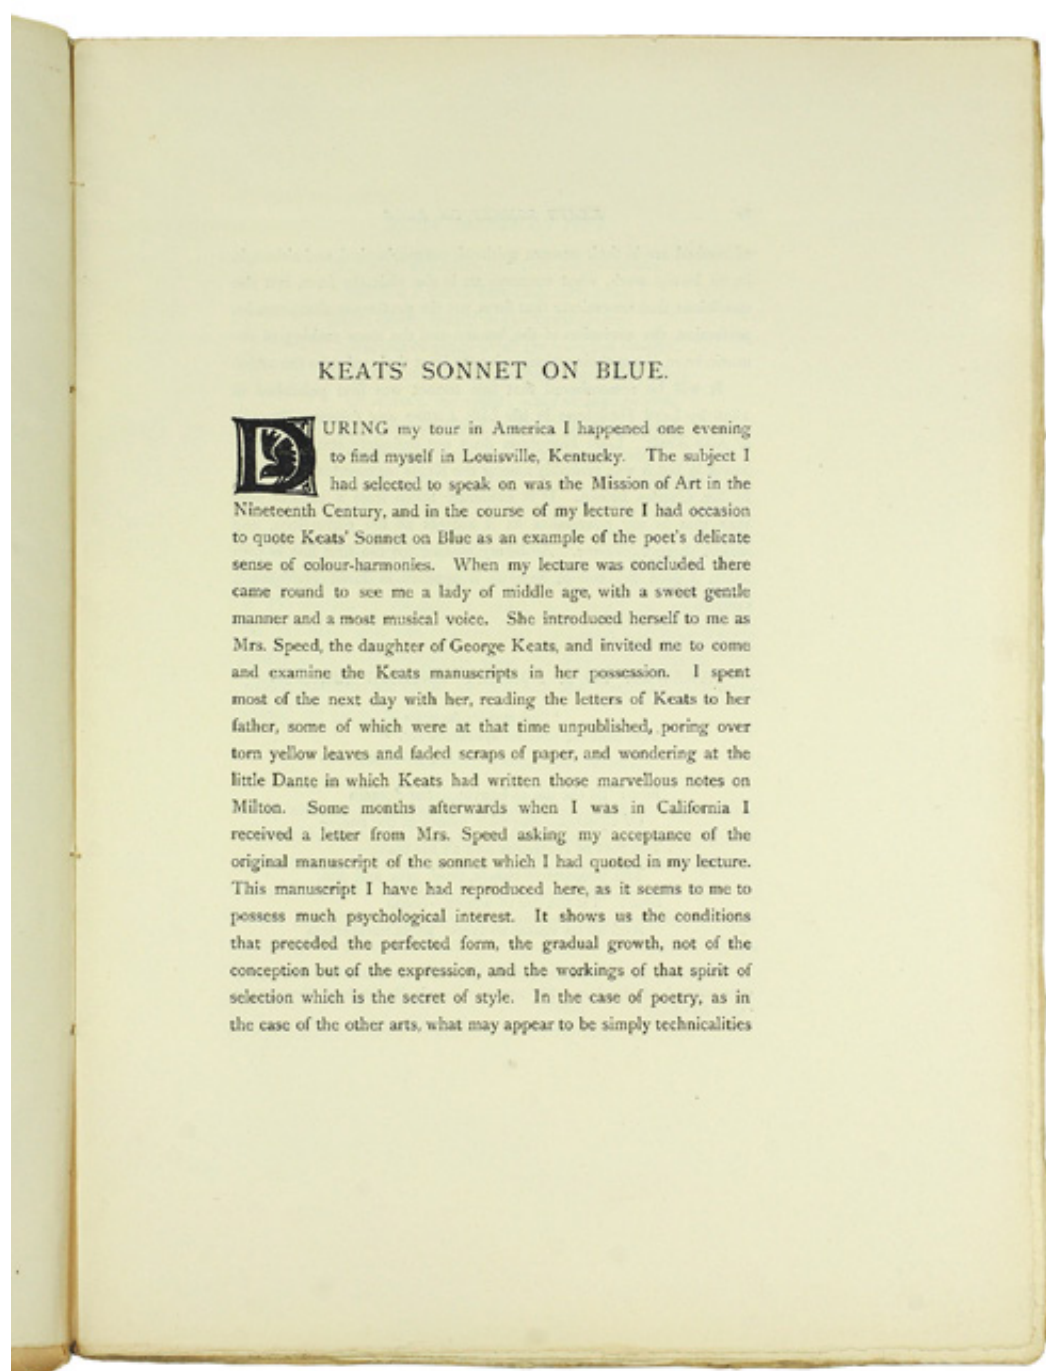 KEATS' SONNET ON BLUE.
DURING my tour in America I happened one evening
to find myself in Louisville, Kentucky. The subject I
had selected to speak on was the Mission of Art in the
Nineteenth Century, and in the course of my lecture I had occasion
to quote Keats' Sonnet on Blue as an example of the poet's delicate
sense of colour-harmonies. When my lecture was concluded there
came round to see me a lady of middle age, with a sweet gentle
manner and a most musical voice. She introduced herself to me as
Mrs. Speed, the daughter of George Keats, and invited me to come
and examine the Keats manuscripts in her possession. I spent
most of the next day with her, reading the letters of Keats to her
father, some of which were at that time unpublished, poring over
torn yellow leaves and faded scraps of paper, and wondering at the
little Dante in which Keats had written those marvellous notes on
Milton. Some months afterwards when I was in California I
received a letter from Mrs. Speed asking my acceptance of the
original manuscript of the sonnet which I had quoted in my lecture.
This manuscript I have had reproduced here, as it seems to me to
possess much psychological interest. It shows us the conditions
that preceded the perfected form, the gradual growth, not of the
conception but of the expression, and the workings of that spirit of
selection which is the secret of style. In the case of poetry, as in
the case of the other arts, what may appear to be simply technicalities